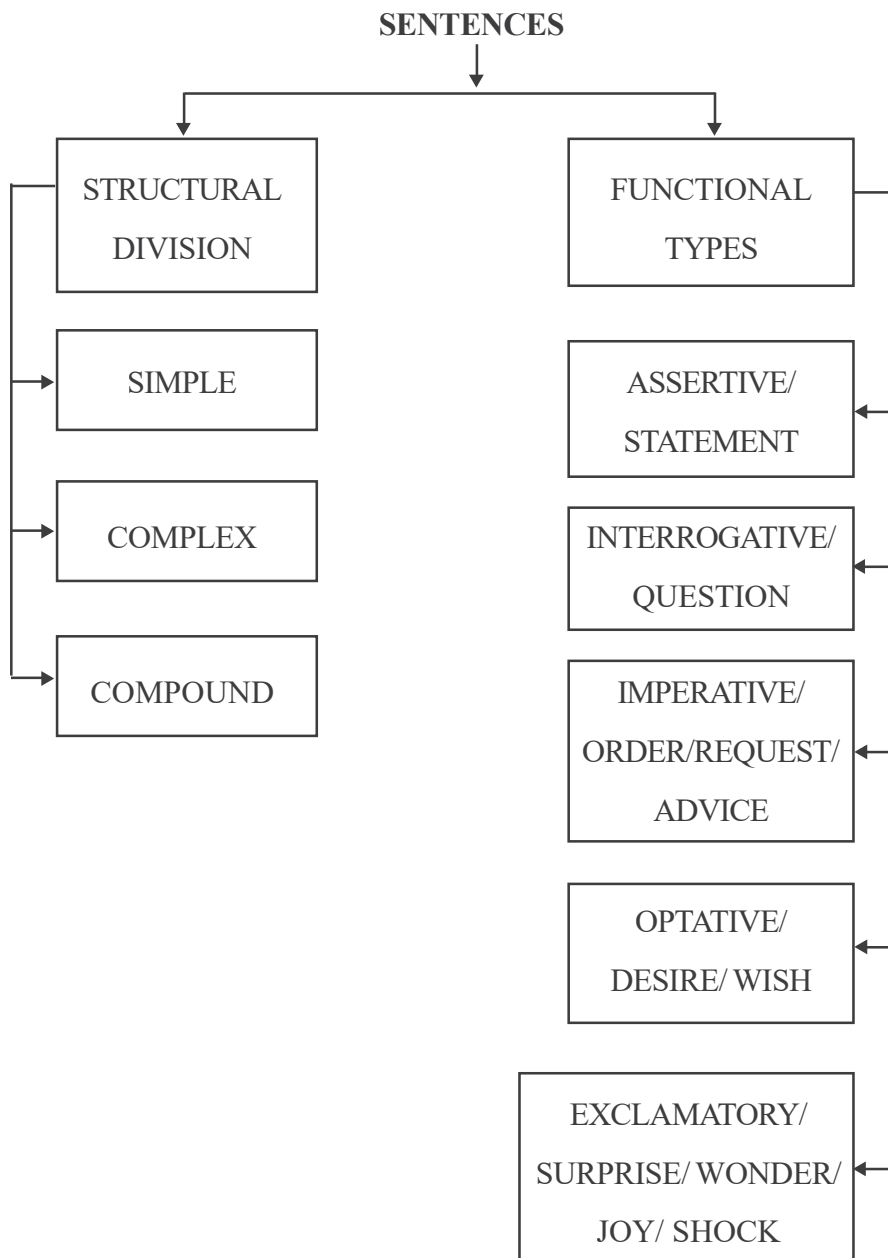 SENTENCES
STRUCTURAL
DIVISION
SIMPLE
COMPLEX
COMPOUND
FUNCTIONAL
TYPES
ASSERTIVE/
STATEMENT
INTERROGATIVE/
QUESTION
IMPERATIVE/
ORDER/REQUEST/
ADVICE
OPTATIVE/
DESIRE/ WISH
EXCLAMATORY/
SURPRISE/ WONDER/
JOY/ SHOCK